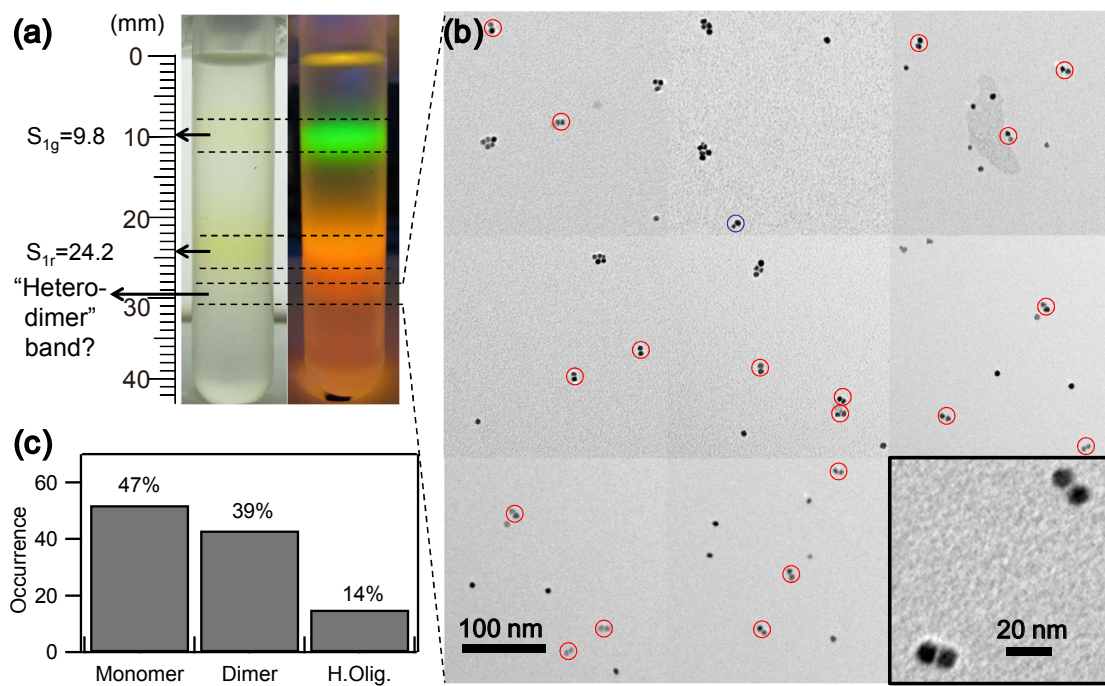 (a)
(mm)
0
10
20
30
40
S1g=9.8
S1r=24.2
“Hetero-
dimer”
band?
(b)
100 nm
20 nm
(c)
Occurrence
60
40
20
0
47%
39%
14%
Monomer
Dimer
H.Olig.